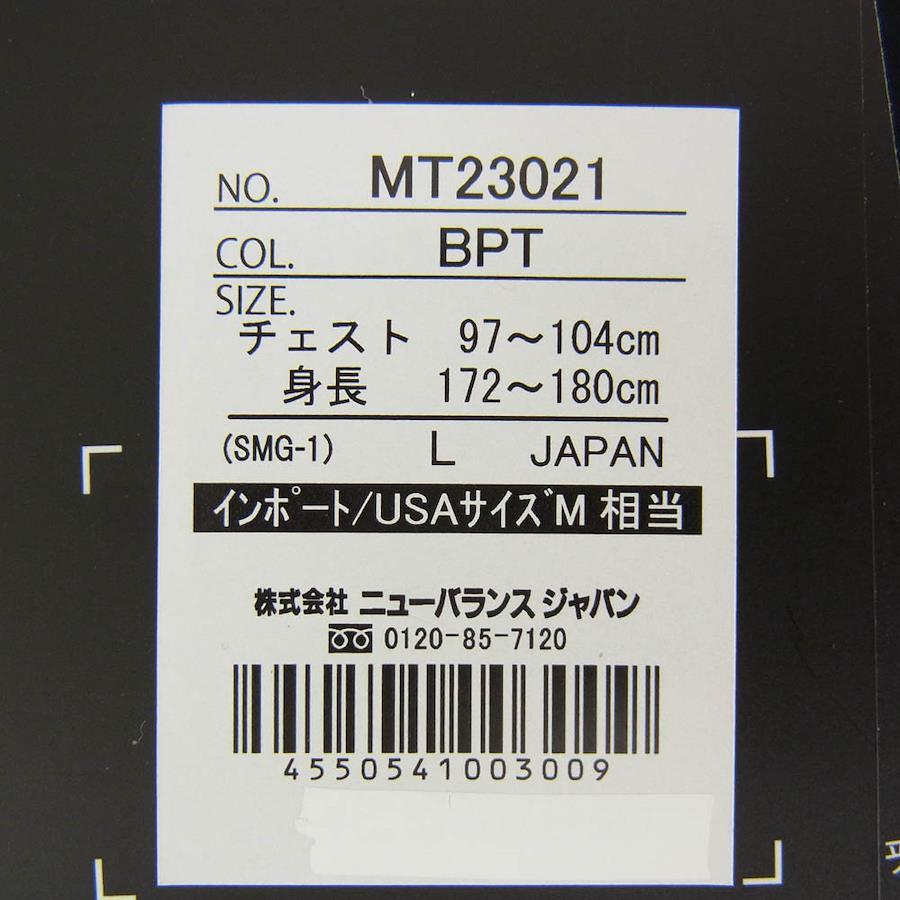 NO. MT23021
COL. BPT
SIZE.
チェスト 97～104cm
身長 172～180cm
(SMG-1) L JAPAN
インポート/USAサイズM 相当
株式会社 ニューバランス ジャパン
0120-85-7120
4550541003009